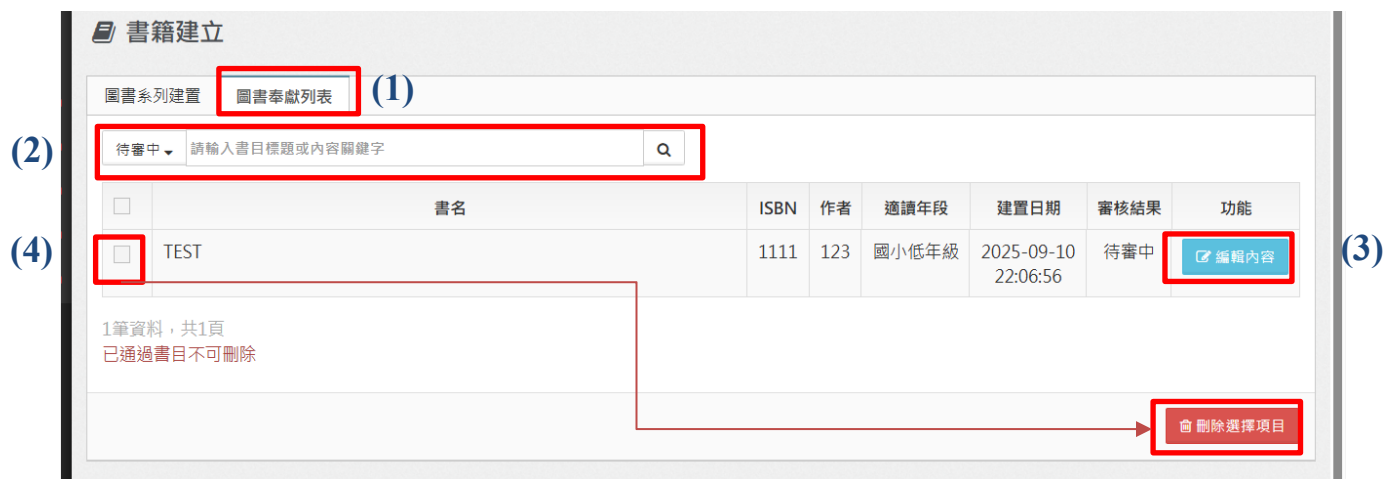 書籍建立
圖書系列建置 圖書奉獻列表 (1)
(2) 待審中 請輸入書目標題或內容關鍵字
書名 ISBN 作者 適讀年段 建置日期 審核結果 功能
(4) TEST 1111 123 國小低年級 2025-09-10 待審中 編輯內容 (3)
22:06:56
1筆資料，共1頁
已通過書目不可刪除
刪除選擇項目